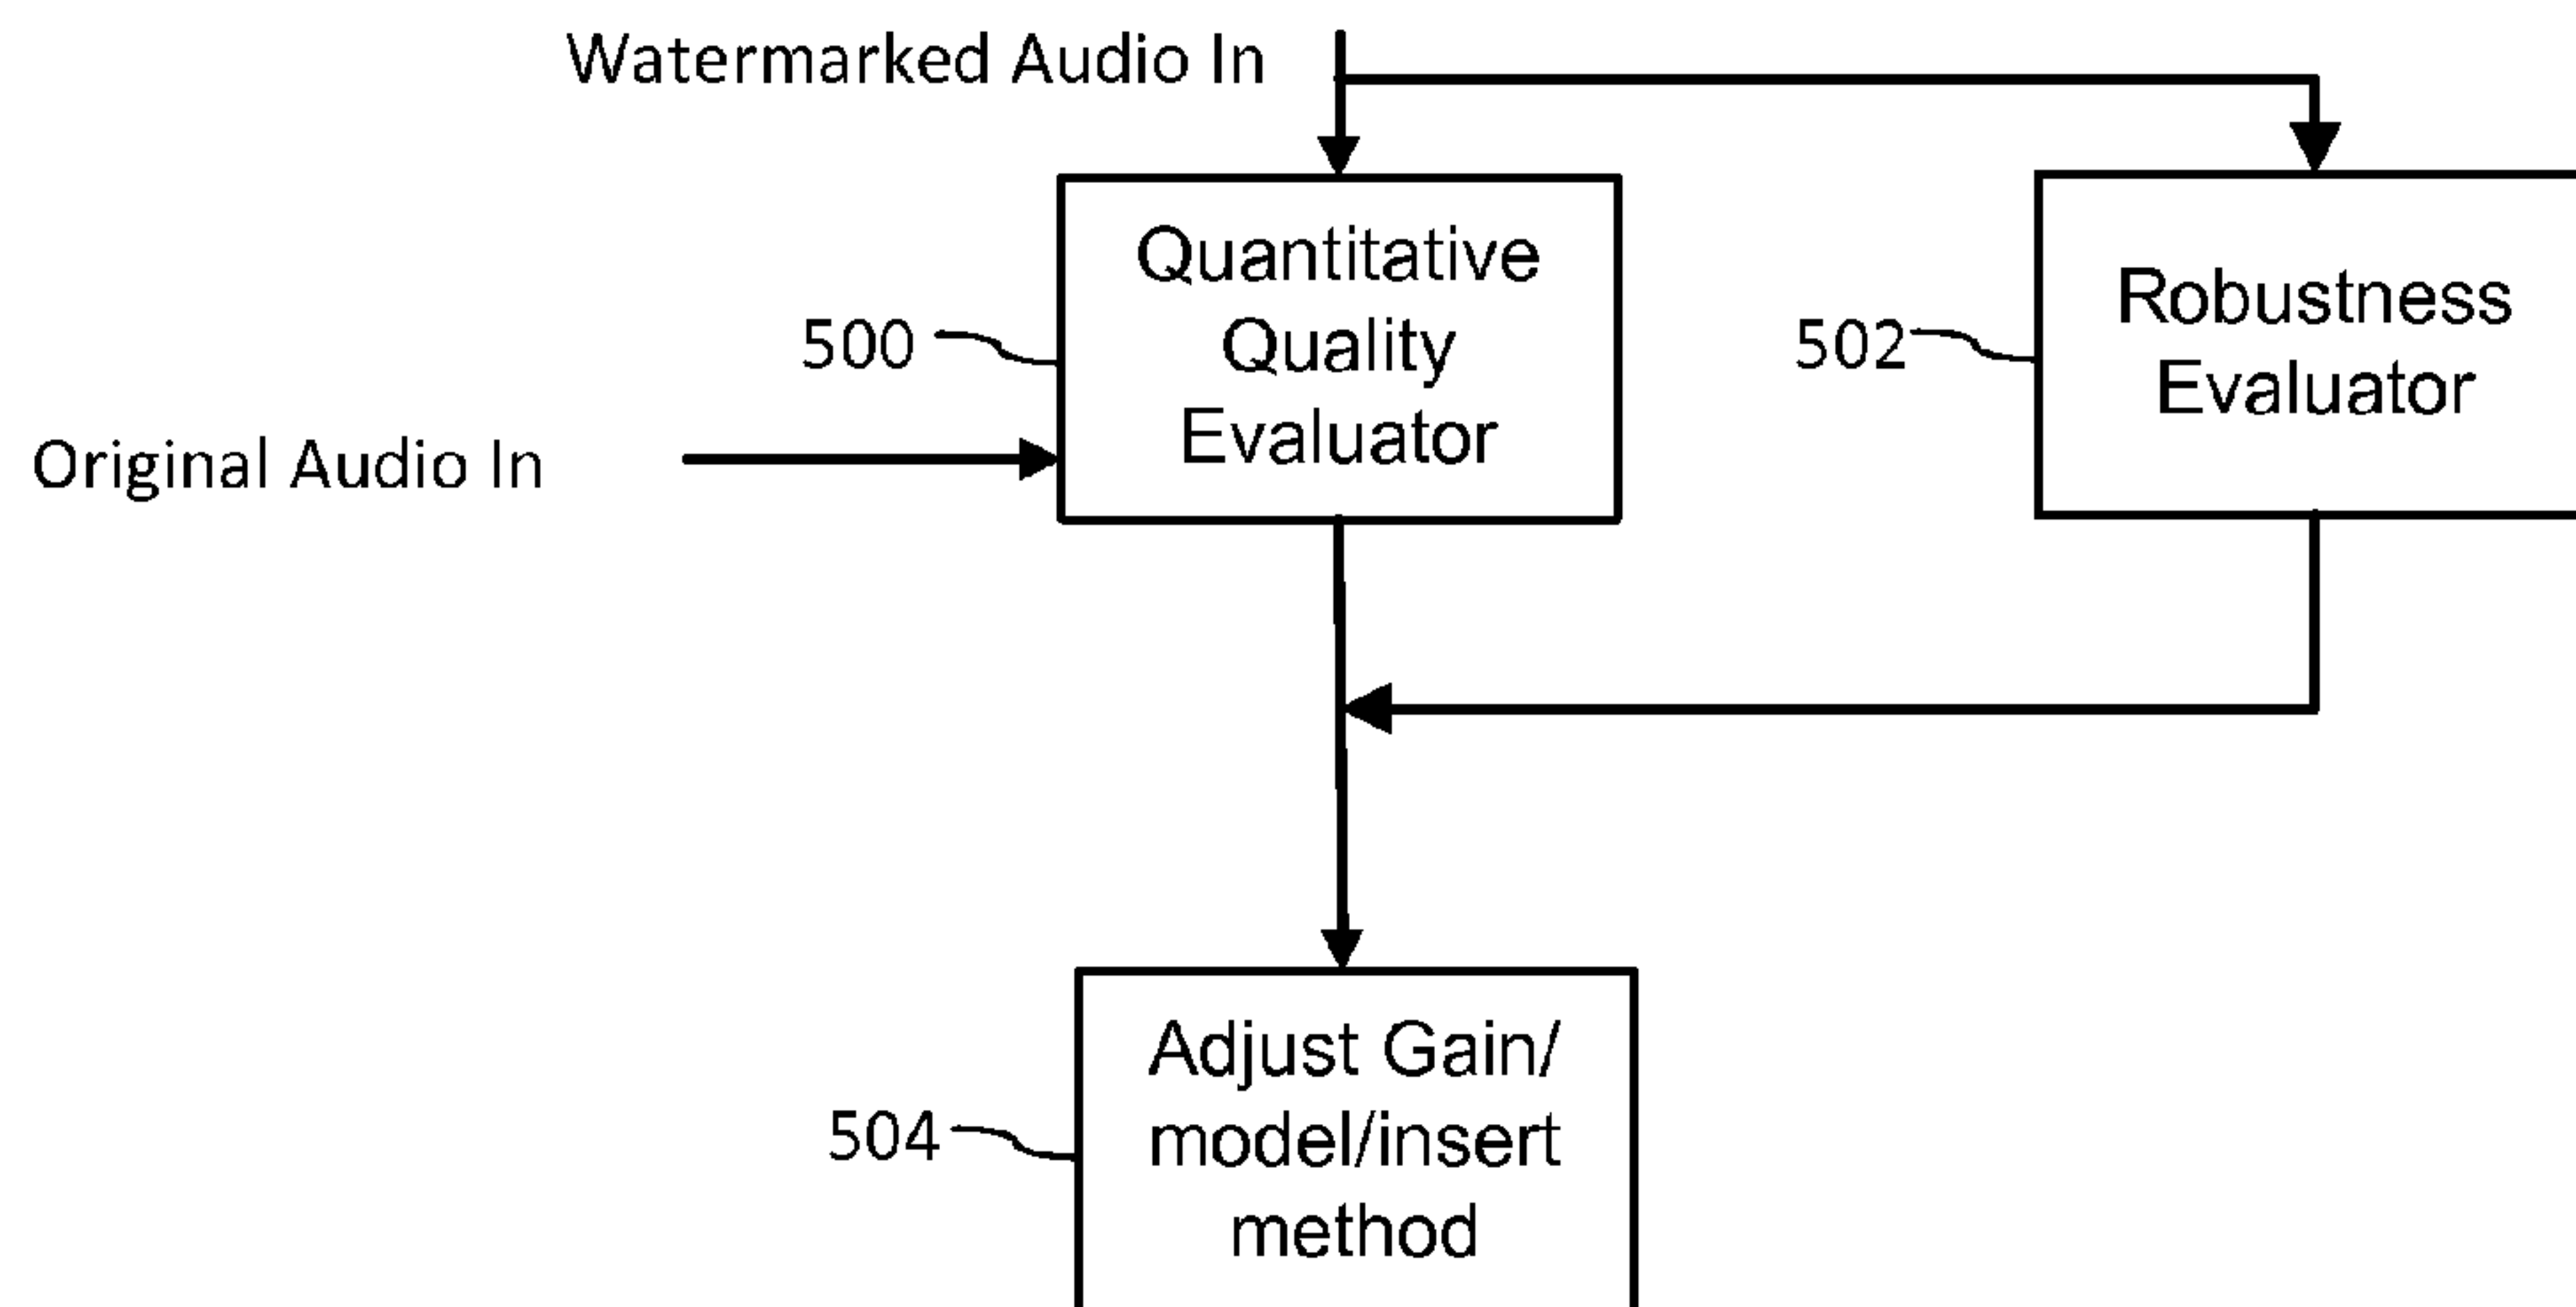 Watermarked Audio In
Quantitative
Quality
Evaluator
500
Robustness
Evaluator
502
Original Audio In
Adjust Gain/
model/insert
method
504